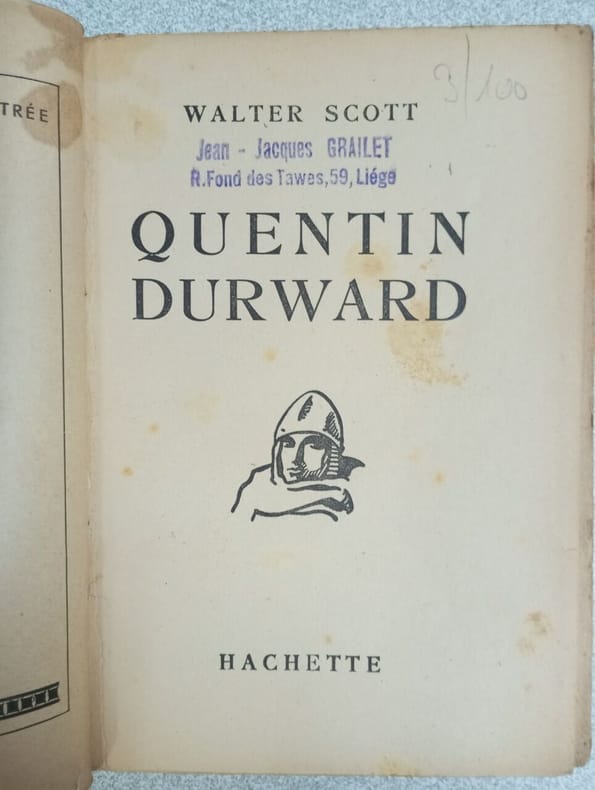 TRÉE
3/100
WALTER SCOTT
Jean - Jacques GRAILET
R.Fond des Tawes,59, Liége
QUENTIN
DURWARD
HACHETTE